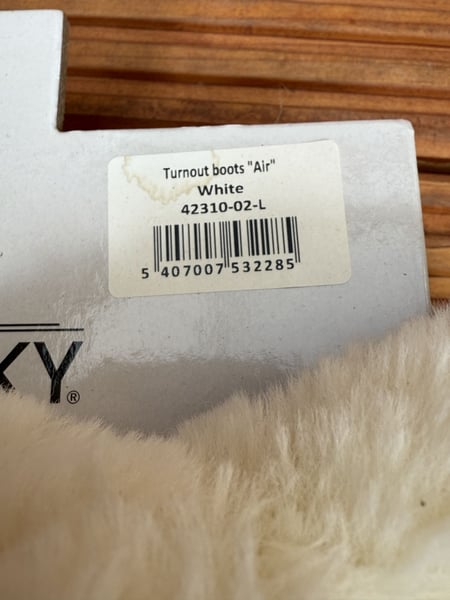 Turnout boots "Air"
White
42310-02-L
5 407007 532285
KY®